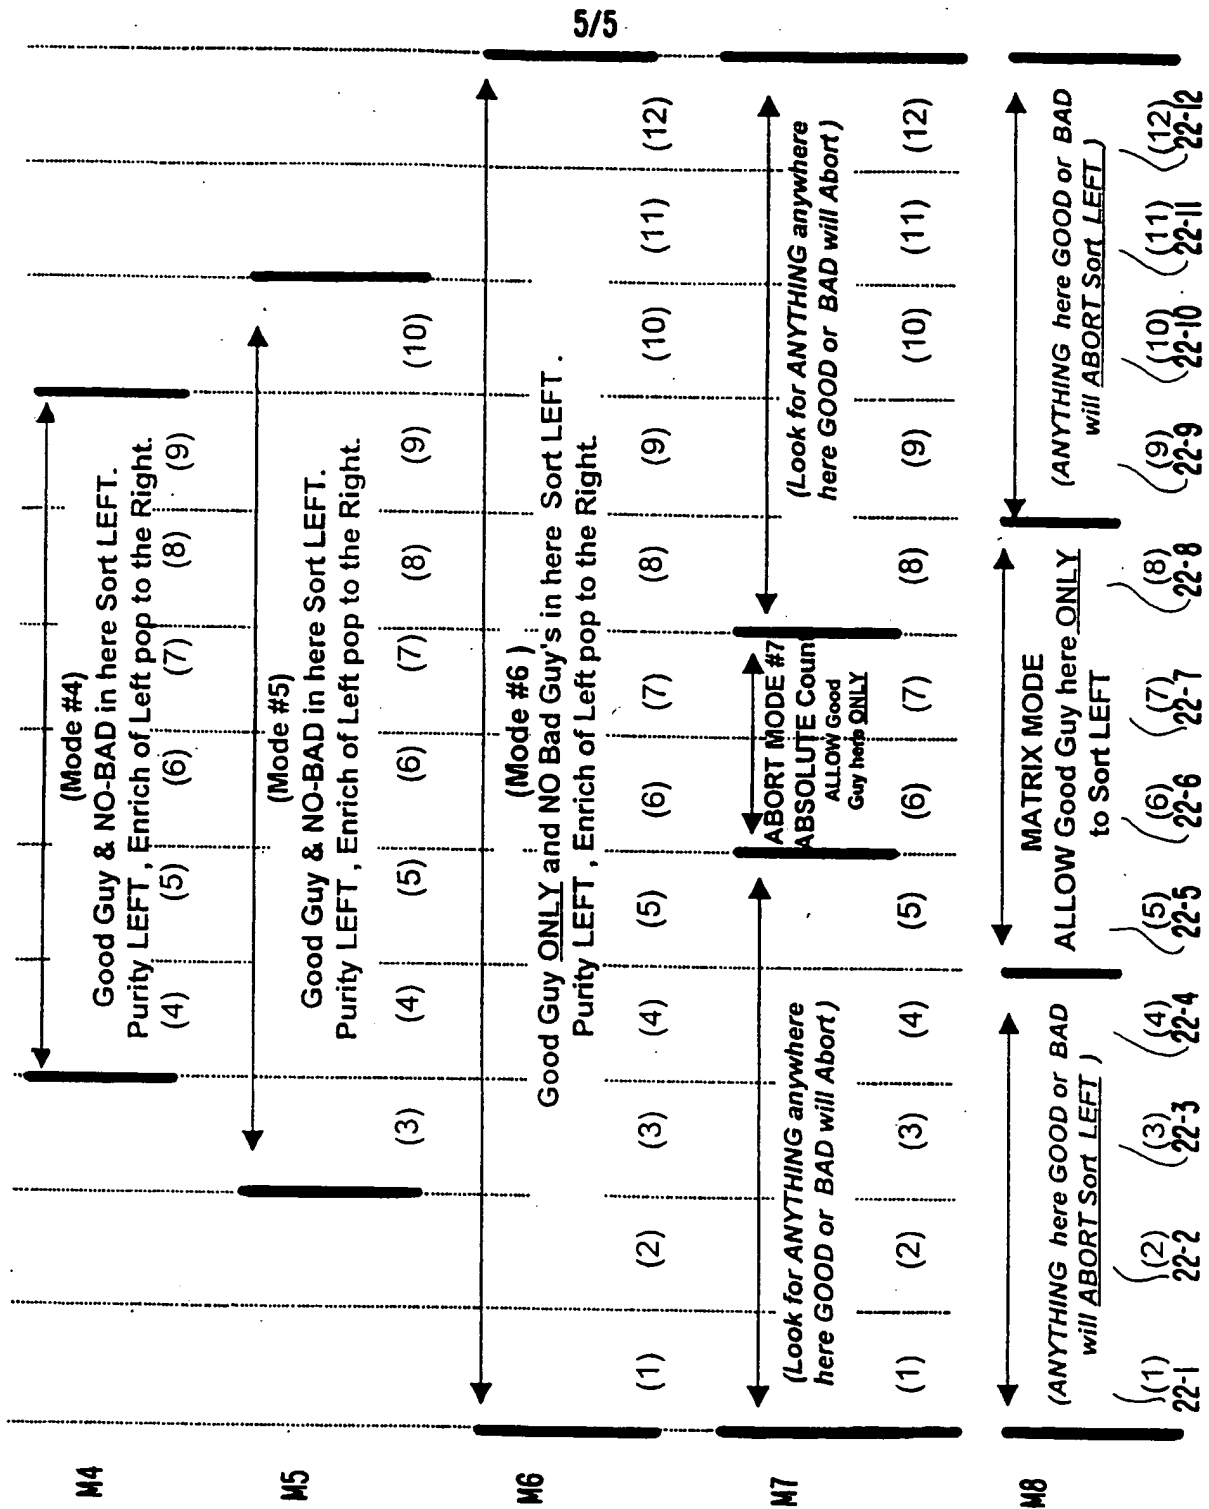 5/5
M4
(Mode #4)
Good Guy & NO-BAD in here Sort LEFT.
Purity LEFT , Enrich of Left pop to the Right.
(4) (5) (6) (7) (8) (9)
M5
(Mode #5)
Good Guy & NO-BAD in here Sort LEFT.
Purity LEFT , Enrich of Left pop to the Right.
(3) (4) (5) (6) (7) (8) (9) (10)
M6
(Mode #6 )
Good Guy ONLY and NO Bad Guy's in here Sort LEFT .
Purity LEFT , Enrich of Left pop to the Right.
(1) (2) (3) (4) (5) (6) (7) (8) (9) (10) (11) (12)
M7
(Look for ANYTHING anywhere
here GOOD or BAD will Abort)
ABORT MODE #7
ABSOLUTE Count
ALLOW Good
Guy here ONLY
(Look for ANYTHING anywhere
here GOOD or BAD will Abort)
(1) (2) (3) (4) (5) (6) (7) (8) (9) (10) (11) (12)
M8
(ANYTHING here GOOD or BAD
will ABORT Sort LEFT )
MATRIX MODE
ALLOW Good Guy here ONLY
to Sort LEFT
(ANYTHING here GOOD or BAD
will ABORT Sort LEFT )
(1) (2) (3) (4) (5) (6) (7) (8) (9) (10) (11) (12)
22-1 22-2 22-3 22-4 22-5 22-6 22-7 22-8 22-9 22-10 22-11 22-12